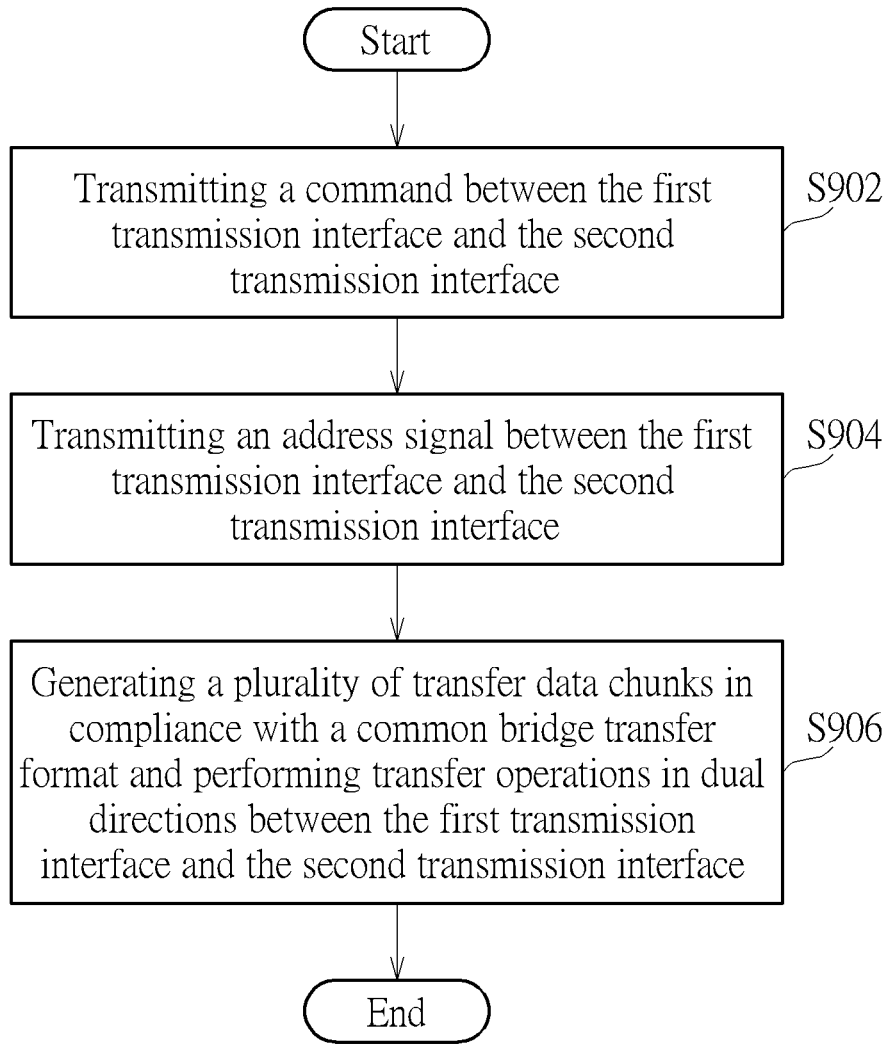 Start
Transmitting a command between the first
transmission interface and the second
transmission interface
S902
Transmitting an address signal between the first
transmission interface and the second
transmission interface
S904
Generating a plurality of transfer data chunks in
compliance with a common bridge transfer
format and performing transfer operations in dual
directions between the first transmission
interface and the second transmission interface
S906
End